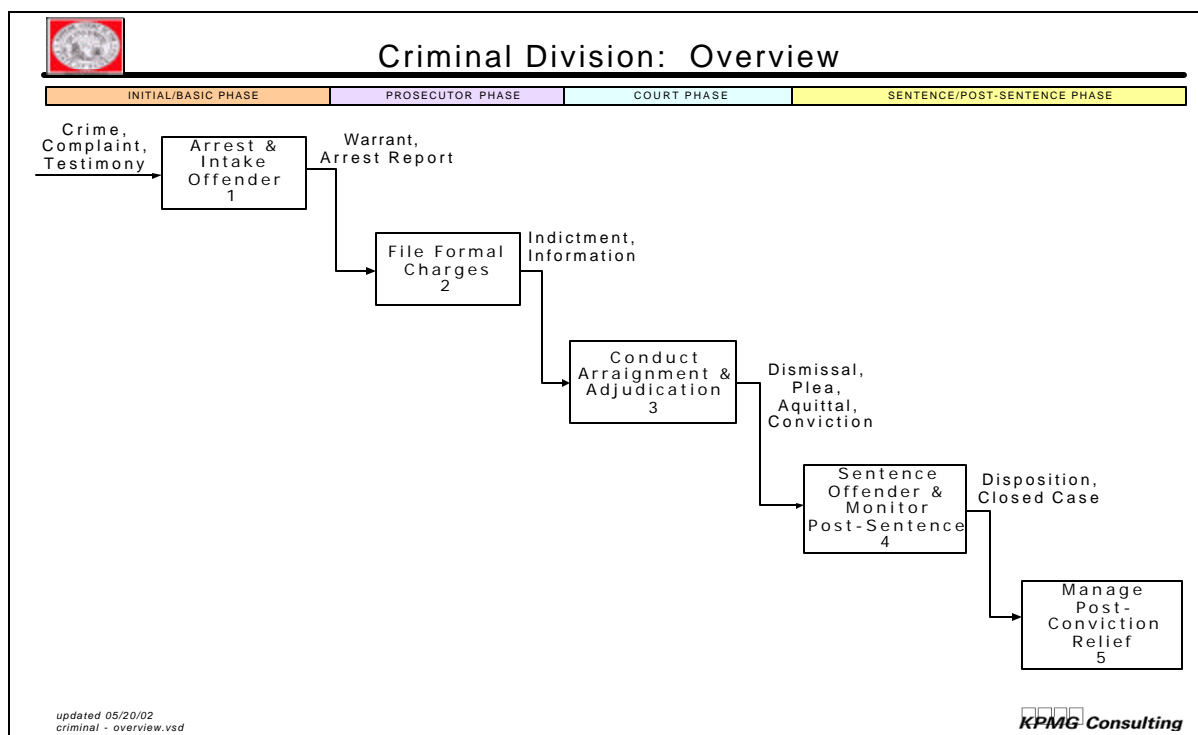 Criminal Division: Overview
INITIAL/BASIC PHASE
PROSECUTOR PHASE
COURT PHASE
SENTENCE/POST-SENTENCE PHASE
Crime,
Complaint,
Testimony
Arrest &
Intake
Offender
1
Warrant,
Arrest Report
File Formal
Charges
2
Indictment,
Information
Conduct
Arraignment &
Adjudication
3
Dismissal,
Plea,
Aquittal,
Conviction
Sentence
Offender &
Monitor
Post-Sentence
4
Disposition,
Closed Case
Manage
Post-
Conviction
Relief
5
updated 05/20/02
criminal - overview.vsd
KPMG Consulting